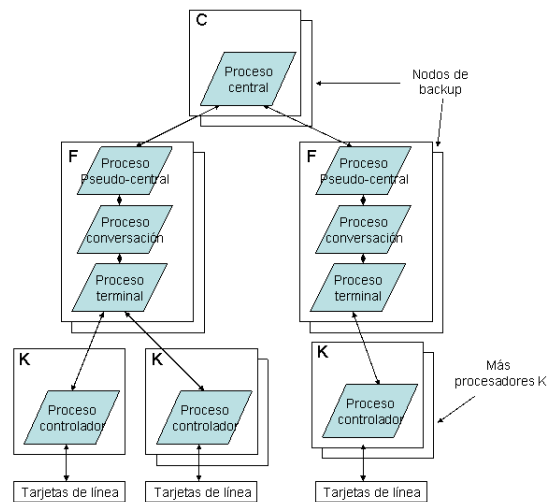 C
Proceso
central
Nodos de
backup
F
Proceso
Pseudo-central
Proceso
conversación
Proceso
terminal
F
Proceso
Pseudo-central
Proceso
conversación
Proceso
terminal
K
Proceso
controlador
K
Proceso
controlador
K
Proceso
controlador
Más
procesadores K
Tarjetas de línea
Tarjetas de línea
Tarjetas de línea